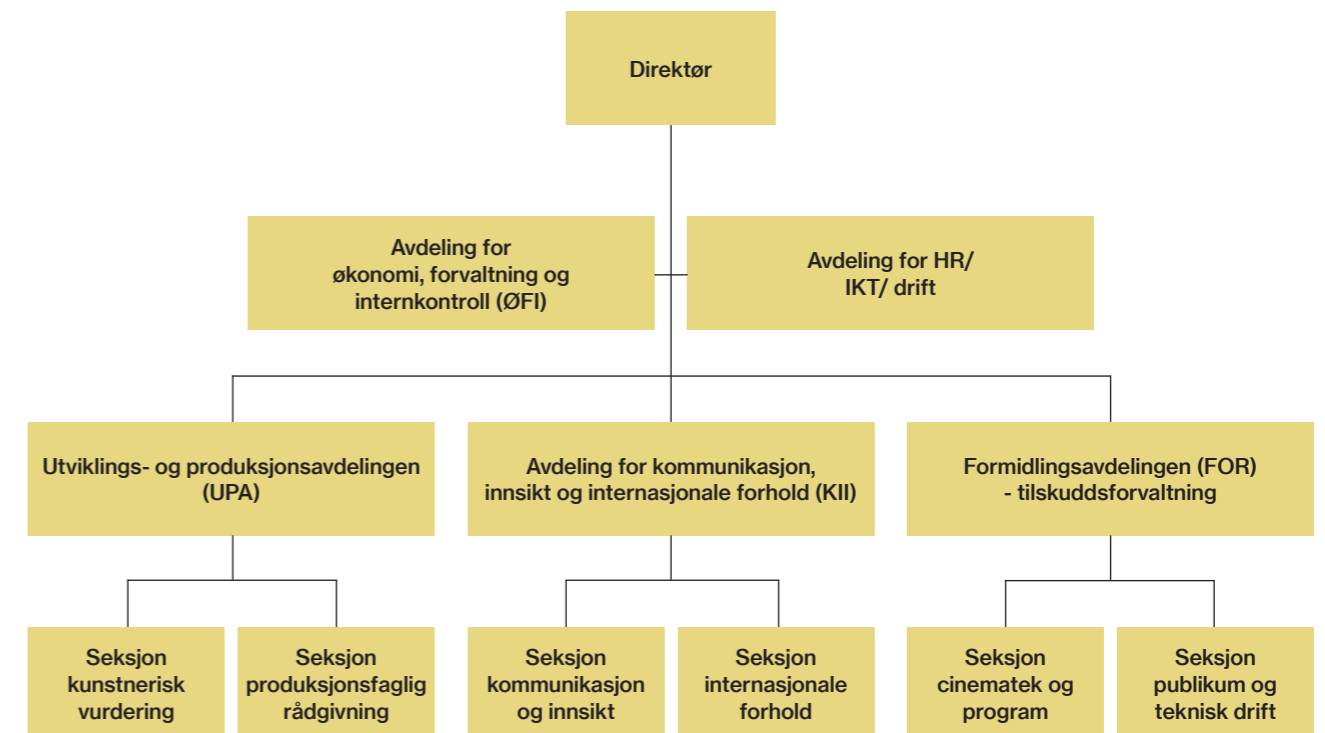 Direktør
Avdeling for
økonomi, forvaltning og
internkontroll (ØFI)
Avdeling for HR/
IKT/ drift
Utviklings- og produksjonsavdelingen
(UPA)
Avdeling for kommunikasjon,
innsikt og internasjonale forhold (KII)
Formidlingsavdelingen (FOR)
- tilskuddsforvaltning
Seksjon
kunstnerisk
vurdering
Seksjon
produksjonsfaglig
rådgivning
Seksjon
kommunikasjon
og innsikt
Seksjon
internasjonale
forhold
Seksjon
cinematek og
program
Seksjon
publikum og
teknisk drift